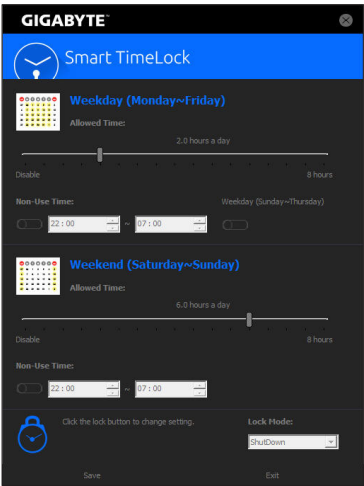 GIGABYTE™
Smart TimeLock
Weekday (Monday~Friday)
Allowed Time:
2.0 hours a day
Disable 8 hours
Non-Use Time: Weekday (Sunday~Thursday)
22 : 00 ~ 07 : 00
Weekend (Saturday~Sunday)
Allowed Time:
6.0 hours a day
Disable 8 hours
Non-Use Time:
22 : 00 ~ 07 : 00
Click the lock button to change setting. Lock Mode:
ShutDown
Save Exit